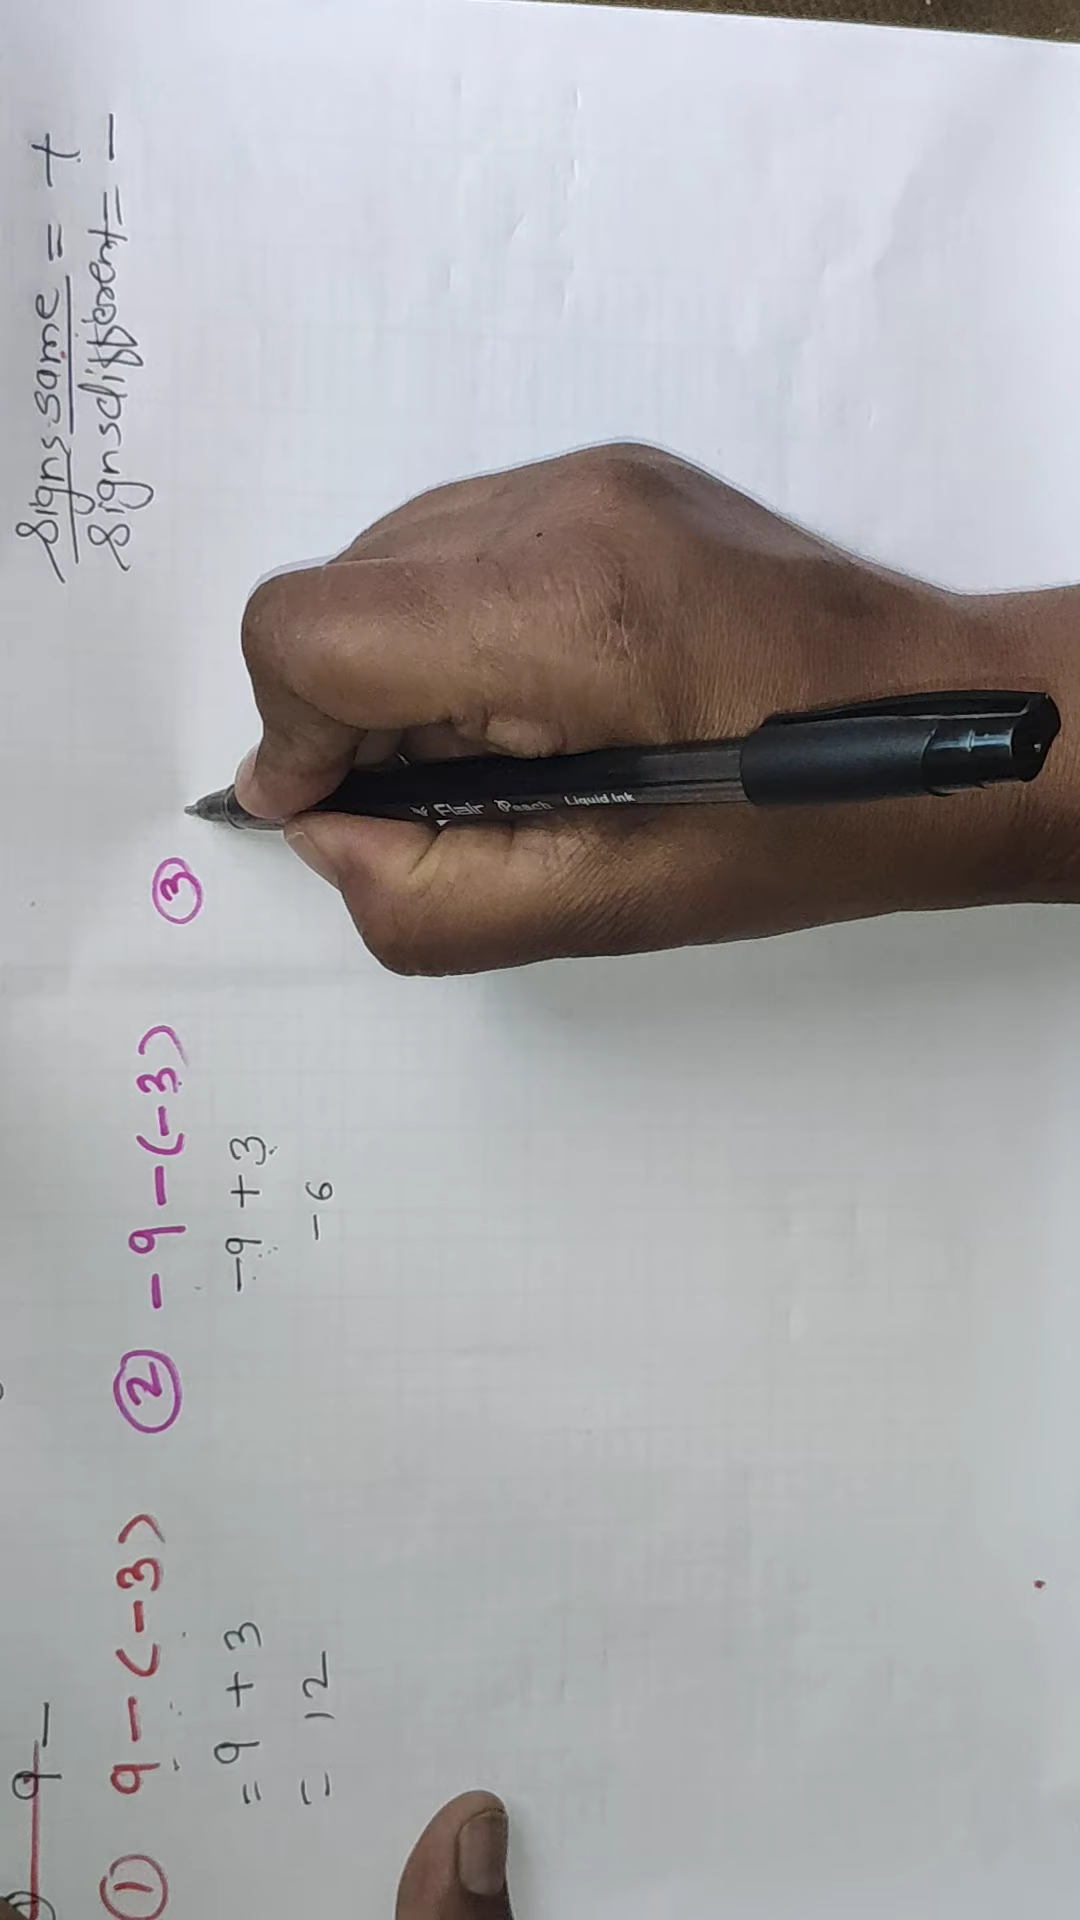 signs same = +
signs different = -
9 -
① 9 - (-3)
= 9 + 3
= 12
② - 9 - (-3)
-9 + 3
- 6
③
Flair Peach Liquid Ink